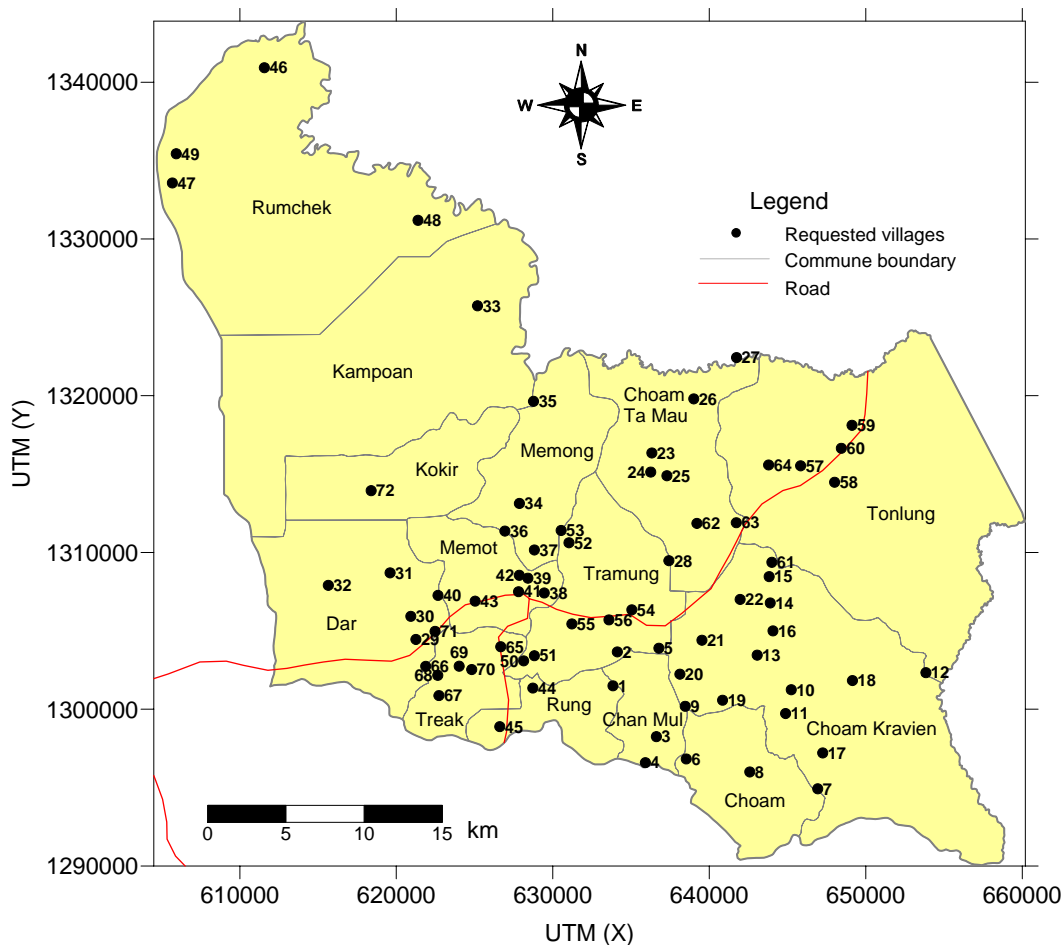 N
W E
S
1340000
1330000
1320000
1310000
1300000
1290000
UTM (Y)
610000 620000 630000 640000 650000 660000
UTM (X)
Legend
Requested villages
Commune boundary
Road
46
49
47
Rumchek
48
33
Kampoan
27
35
Choam
Ta Mau
26
59
60
Memong
23
24 25
64 57
58
Kokir
72
34
Tonlung
36
53
62 63
Memot
37
52
28
61
15
31
42 39
Tramung
32
40
41 38
22 14
43
30
54
Dar
71
55 56
16
29
21
69
65
2 5
13
66
50 51
68 70
20
12
18
67
44
1
10
Treak
Rung
9 19
11
Chan Mul
Choam Kravien
45
3
17
4 6
8
Choam
7
0 5 10 15 km